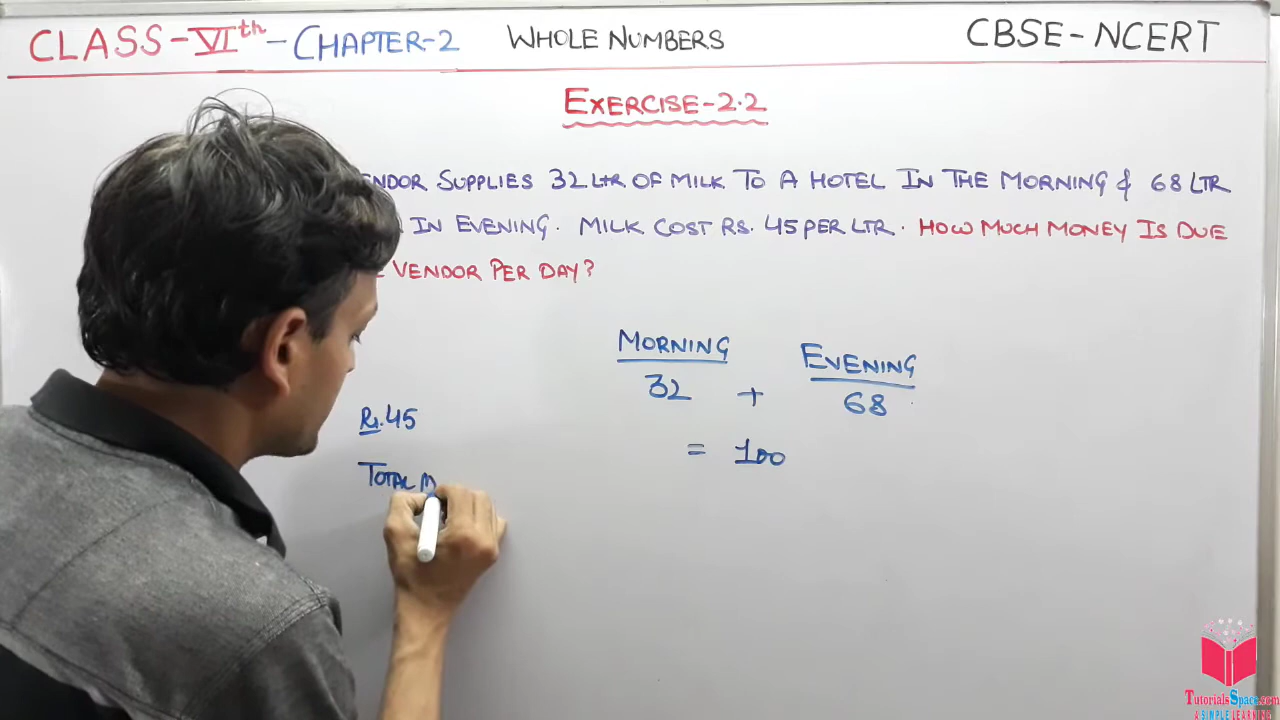 CLASS-VIth-CHAPTER-2 WHOLE NUMBERS CBSE-NCERT
EXERCISE-2.2
VENDOR SUPPLIES 32 LTR OF MILK TO A HOTEL IN THE MORNING & 68 LTR
IN EVENING. MILK COST RS. 45 PER LTR. HOW MUCH MONEY IS DUE
VENDOR PER DAY?
MORNING EVENING
32 + 68
Rs.45
= 100
TOTAL M
TutorialsSpace.com
A SIMPLE LEARNING